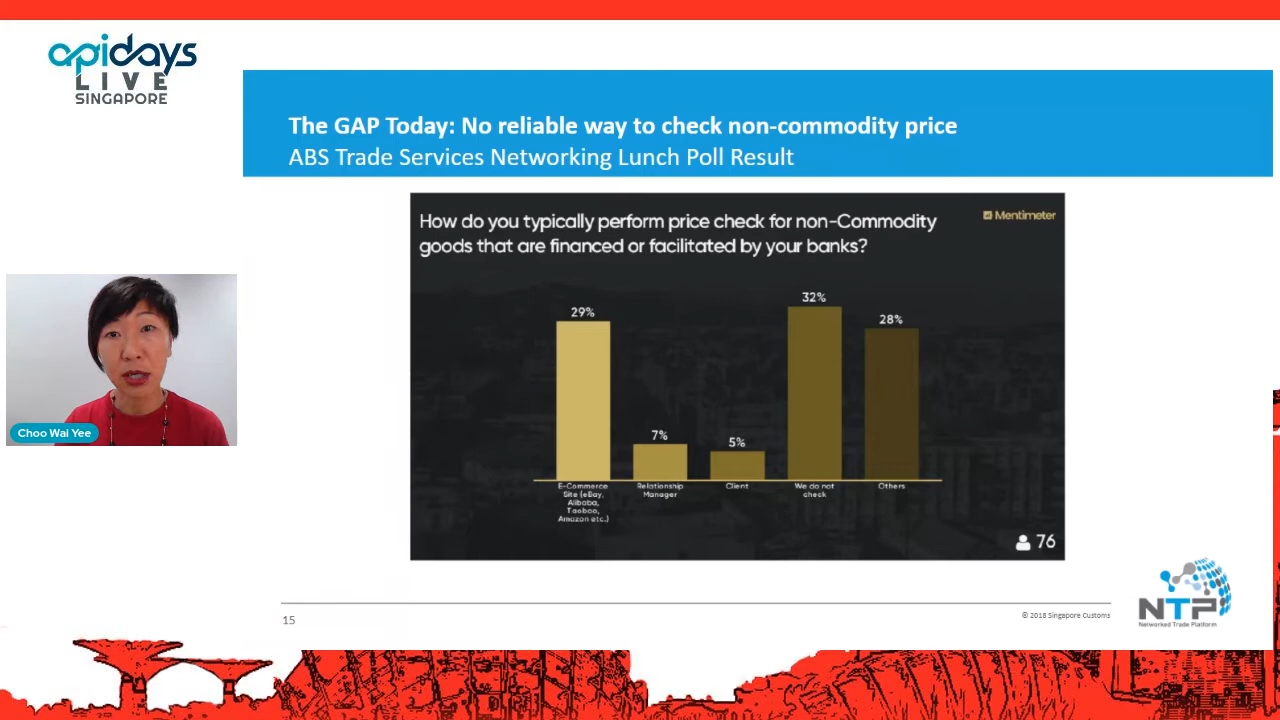 apidays
LIVE
SINGAPORE
The GAP Today: No reliable way to check non-commodity price
ABS Trade Services Networking Lunch Poll Result
How do you typically perform price check for non-Commodity
goods that are financed or facilitated by your banks?
Mentimeter
29%
7%
5%
32%
28%
E-Commerce
Site (eBay,
Alibaba,
Taobao,
Amazon etc.)
Relationship
Manager
Client
We do not
check
Others
76
Choo Wai Yee
15
© 2018 Singapore Customs
NTP
Networked Trade Platform